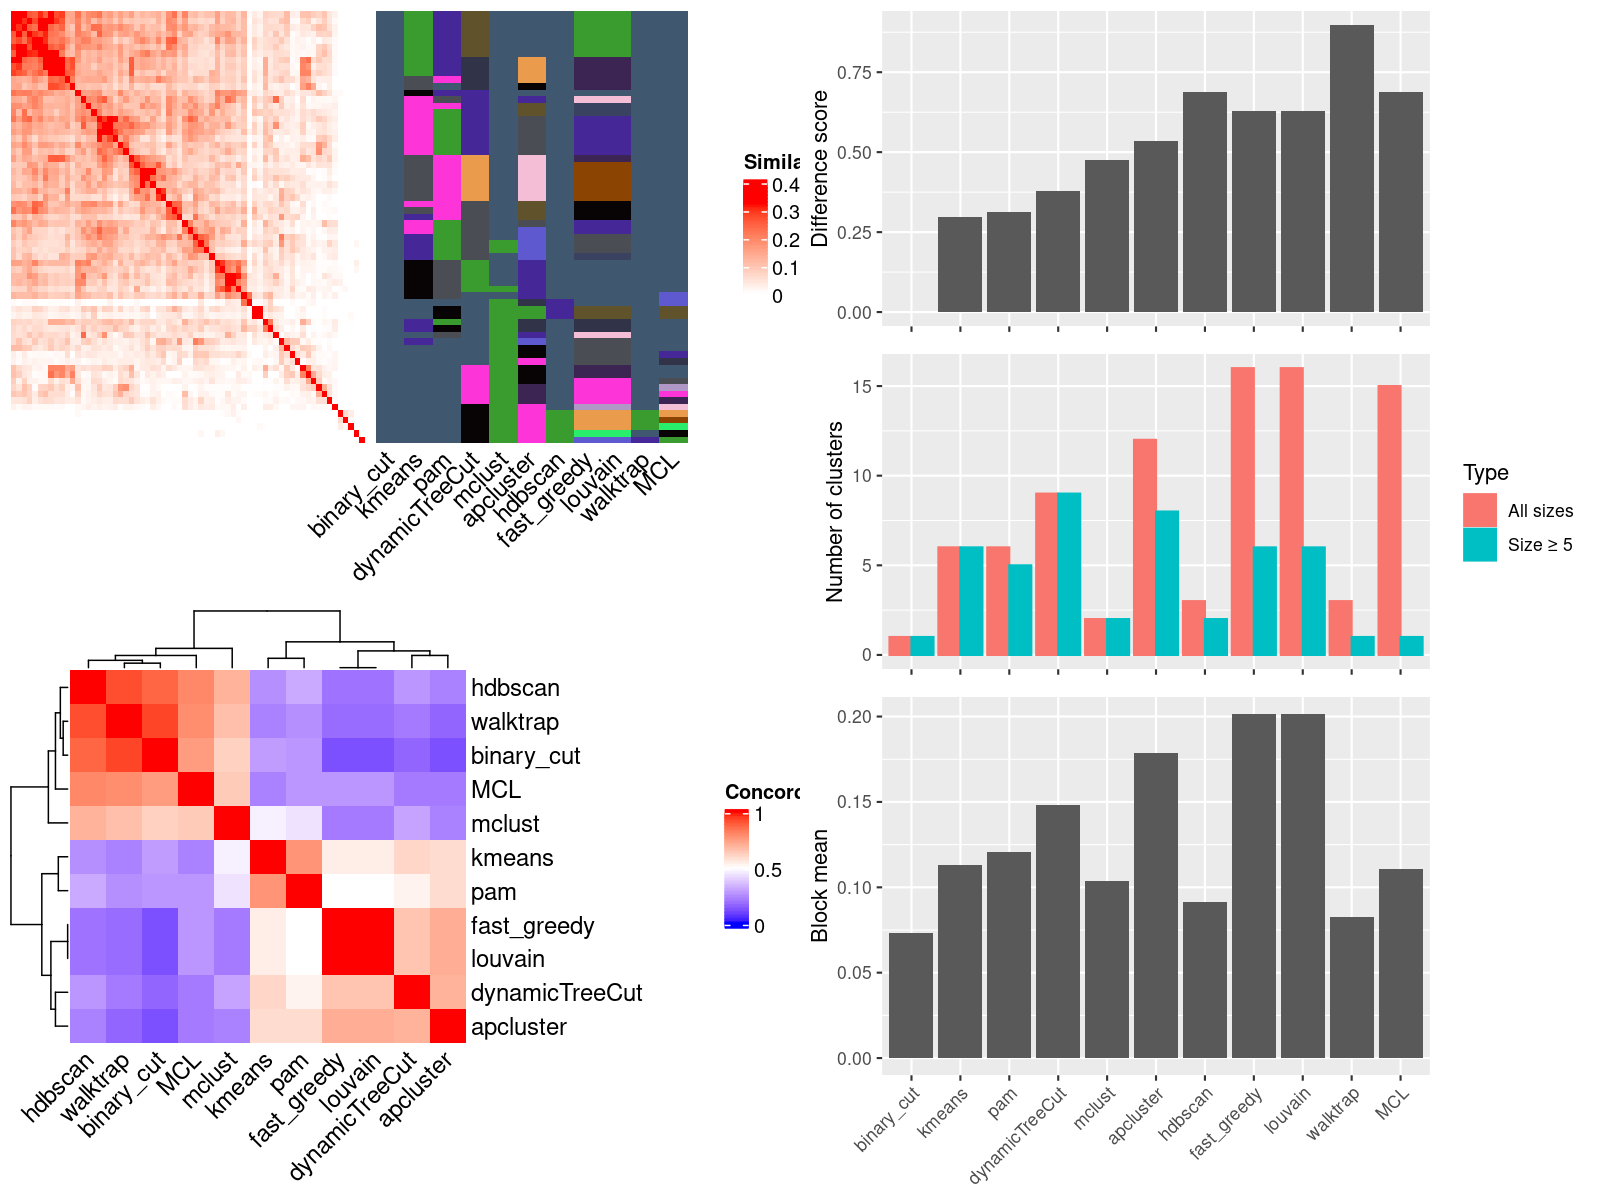 Simila
0.4
0.3
0.2
0.1
0
binary_cut
kmeans
pam
dynamicTreeCut
mclust
apcluster
hdbscan
fast_greedy
louvain
walktrap
MCL
hdbscan
walktrap
binary_cut
MCL
mclust
kmeans
pam
fast_greedy
louvain
dynamicTreeCut
apcluster
hdbscan
walktrap
binary_cut
MCL
mclust
kmeans
pam
fast_greedy
louvain
dynamicTreeCut
apcluster
Concord
1
0.5
0
Difference score
0.75
0.50
0.25
0.00
Number of clusters
15
10
5
0
Type
All sizes
Size ≥ 5
Block mean
0.20
0.15
0.10
0.05
0.00
binary_cut
kmeans
pam
dynamicTreeCut
mclust
apcluster
hdbscan
fast_greedy
louvain
walktrap
MCL